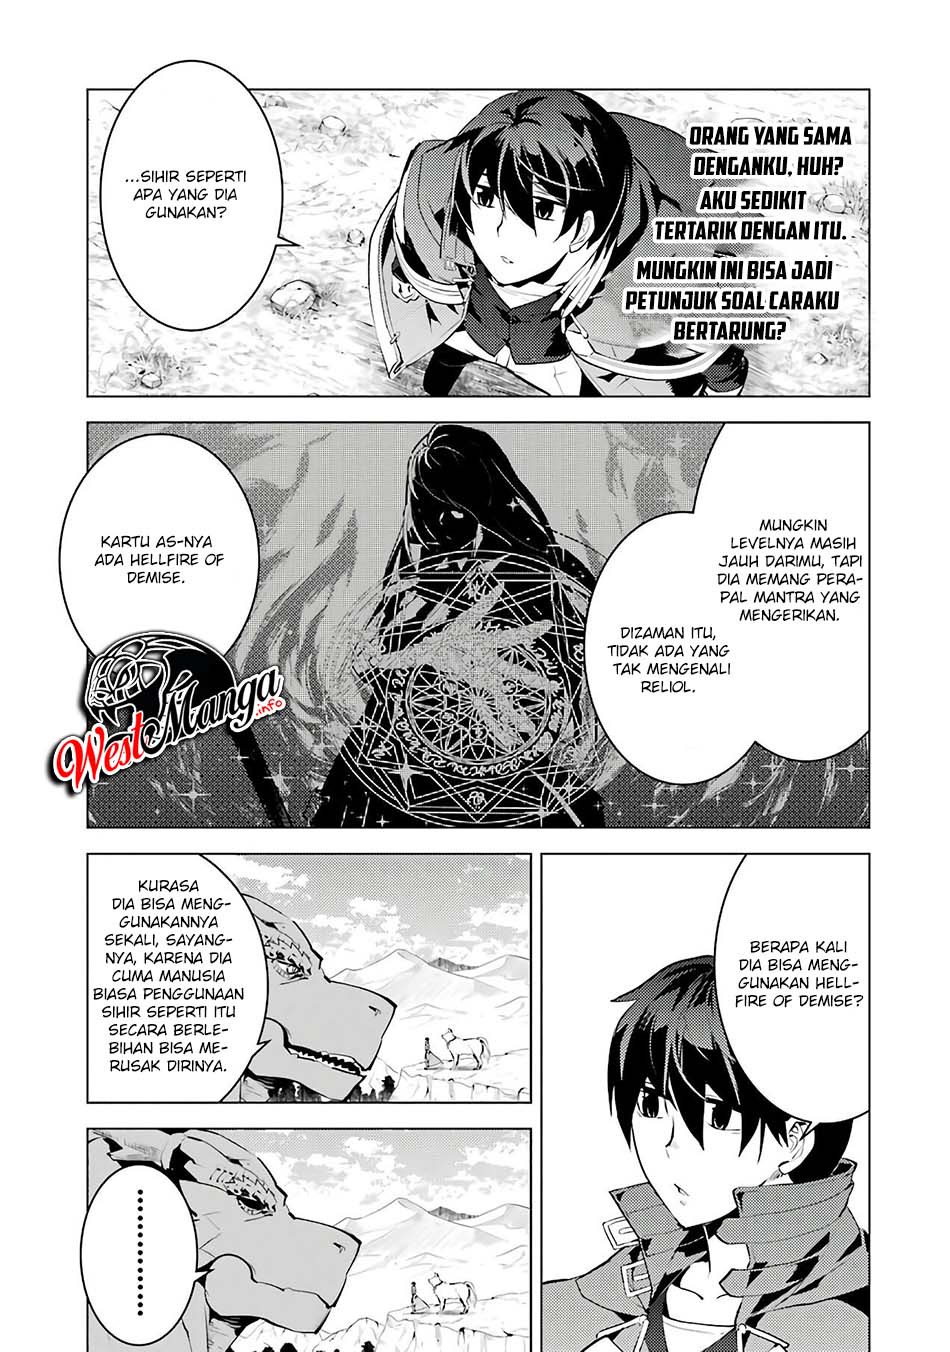 ORANG YANG SAMA
DENGANKU, HUH?
AKU SEDIKIT
TERTARIK DENGAN ITU.
MUNGKIN INI BISA JADI
PETUNJUK SOAL CARAKU
BERTARUNG?
...SIHIR SEPERTI
APA YANG DIA
GUNAKAN?
MUNGKIN
LEVELNYA MASIH
JAUH DARIMU, TAPI
DIA MEMANG PERA-
PAL MANTRA YANG
MENGERIKAN.
DIZAMAN ITU,
TIDAK ADA YANG
TAK MENGENALI
RELIOL.
KARTU AS-NYA
ADA HELLFIRE OF
DEMISE.
WestManga
.info
BERAPA KALI
DIA BISA MENG-
GUNAKAN HELL-
FIRE OF DEMISE?
KURASA
DIA BISA MENG-
GUNAKANNYA
SEKALI, SAYANG-
NYA, KARENA DIA
CUMA MANUSIA
BIASA PENGGUNAAN
SIHIR SEPERTI ITU
SECARA BERLE-
BIHAN BISA ME-
RUSAK DIRINYA.
..........